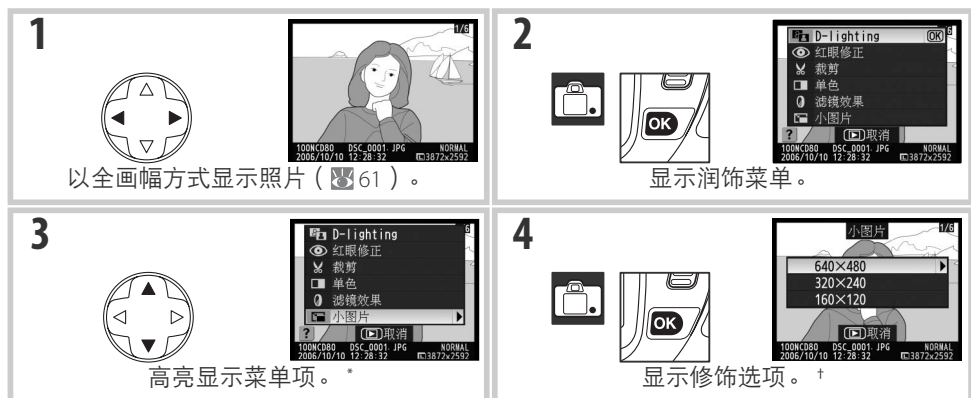 1
1/6
100NCD80 DSC_0001.JPG NORMAL
2006/10/10 12:28:32 3872x2592
以全画幅方式显示照片（ 61）。
2
D-lighting OK 6
红眼修正
裁剪
单色
滤镜效果
小图片
? 取消
100NCD80 DSC_0001.JPG NORMAL
2006/10/10 12:28:32 3872x2592
OK
显示润饰菜单。
3
D-lighting 6
红眼修正
裁剪
单色
滤镜效果
小图片
? 取消
100NCD80 DSC_0001.JPG NORMAL
2006/10/10 12:28:32 3872x2592
高亮显示菜单项。 *
4
小图片 1/6
640×480
320×240
160×120
取消
100NCD80 DSC_0001.JPG NORMAL
2006/10/10 12:28:32 3872x2592
OK
显示修饰选项。 †